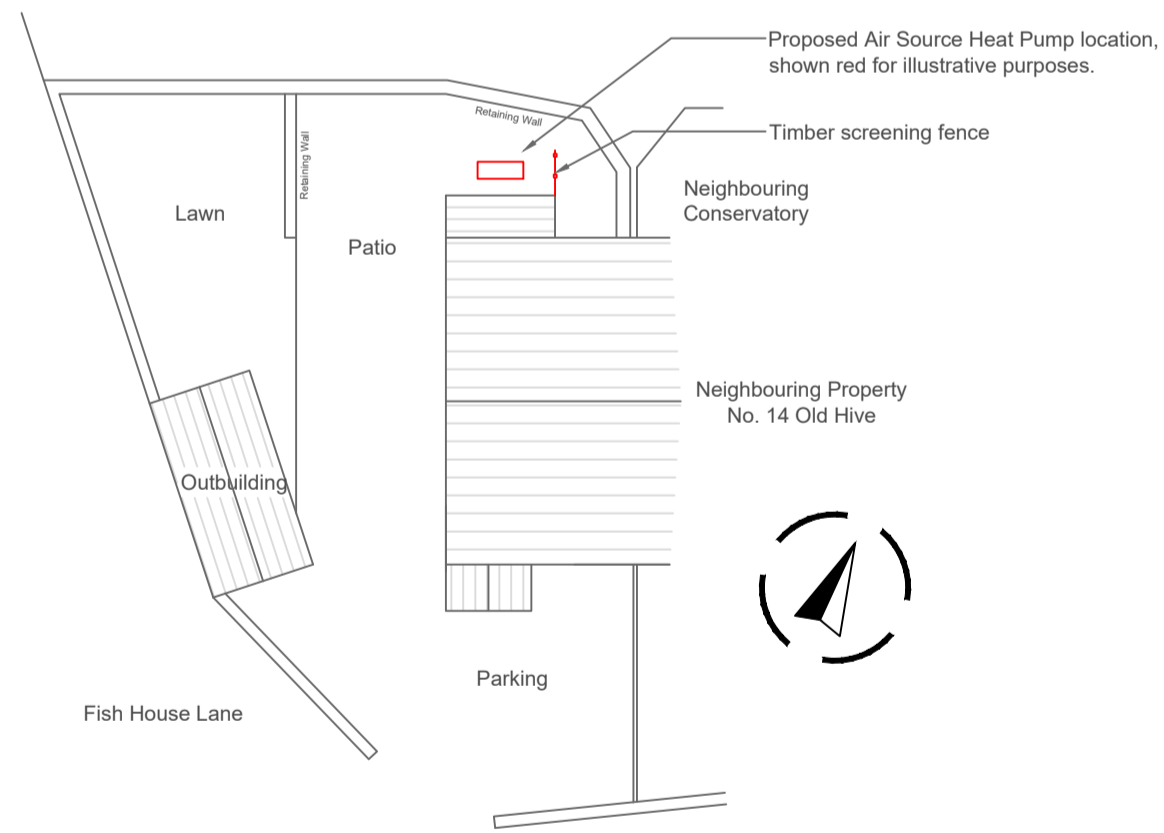 Proposed Air Source Heat Pump location,
shown red for illustrative purposes.
Retaining Wall
Timber screening fence
Retaining Wall
Neighbouring
Conservatory
Lawn
Patio
Neighbouring Property
No. 14 Old Hive
Outbuilding
Parking
Fish House Lane